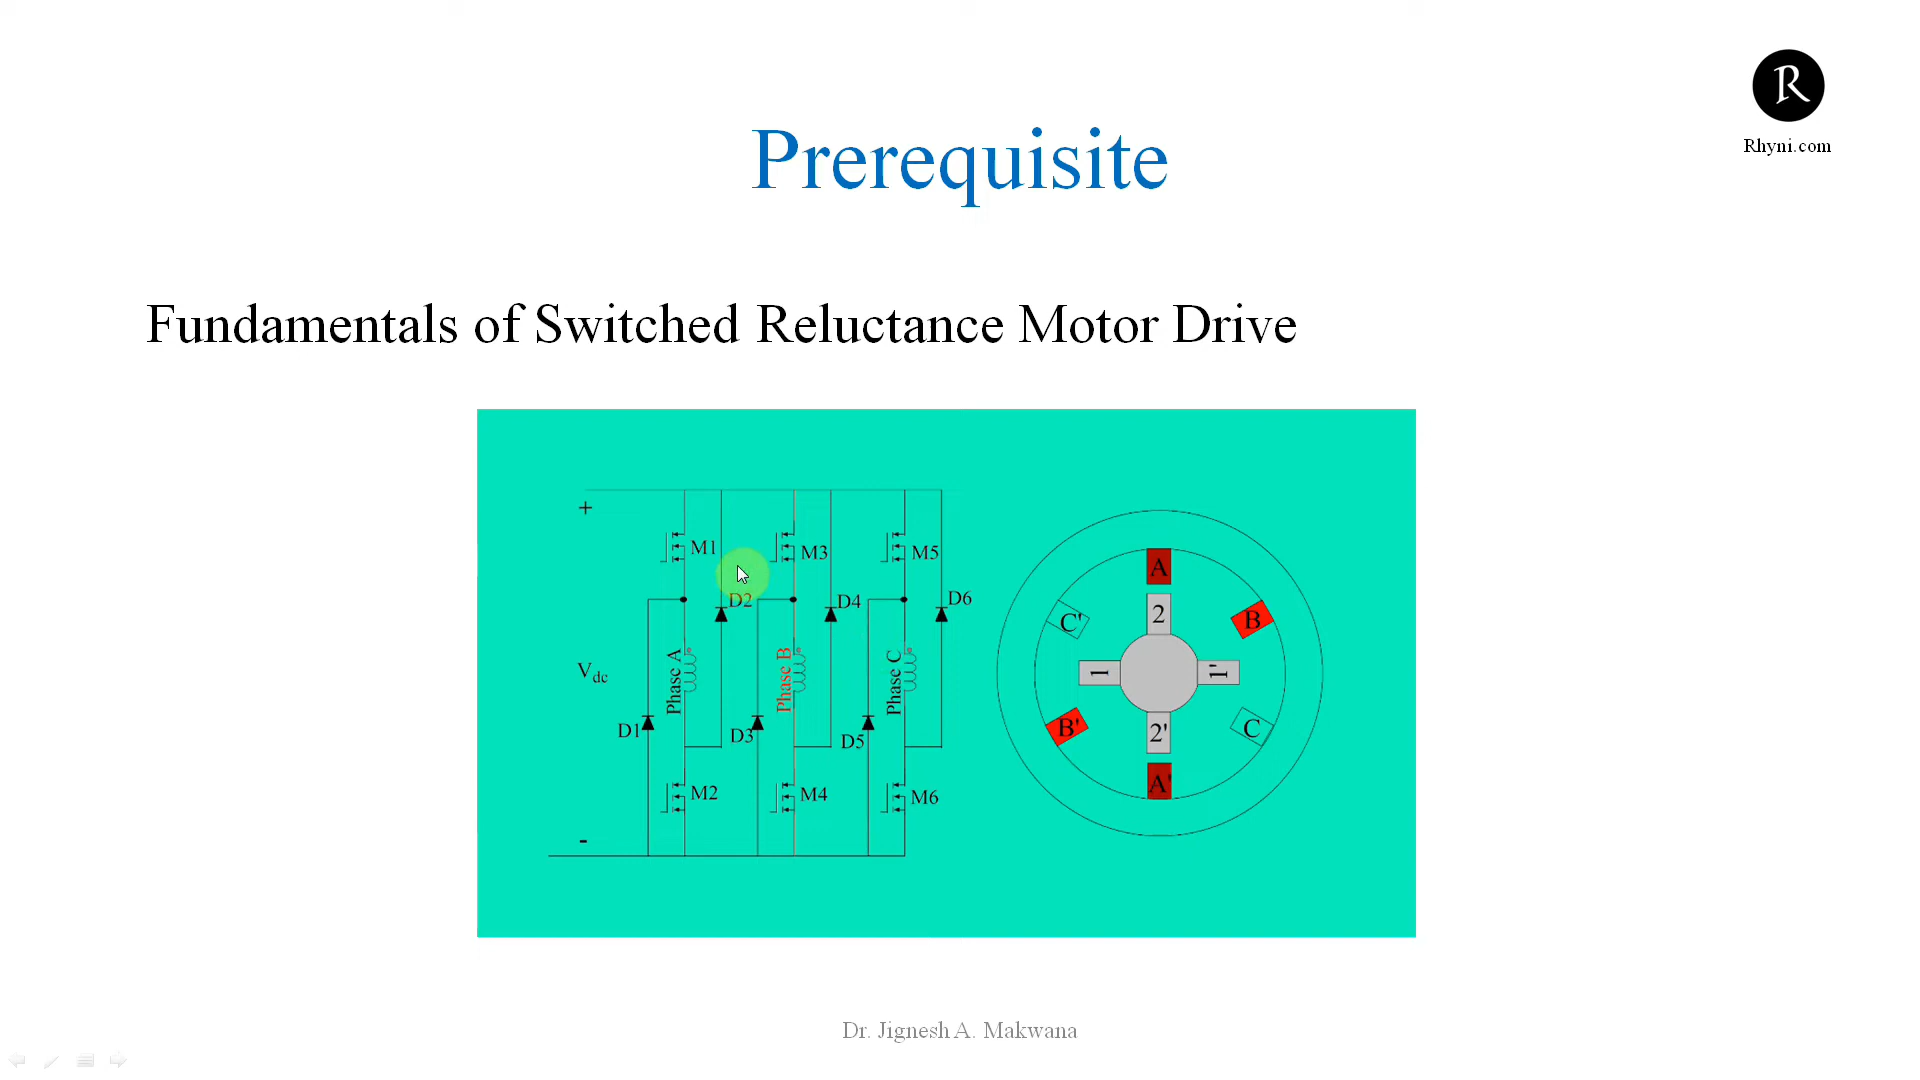 R
Rhyni.com
Prerequisite
Fundamentals of Switched Reluctance Motor Drive
+
M1
M3
M5
D2
D4
D6
Vdc
Phase A
Phase B
Phase C
D1
D3
D5
M2
M4
M6
-
A
B
C'
2
1
1'
B'
C
2'
A'
Dr. Jignesh A. Makwana